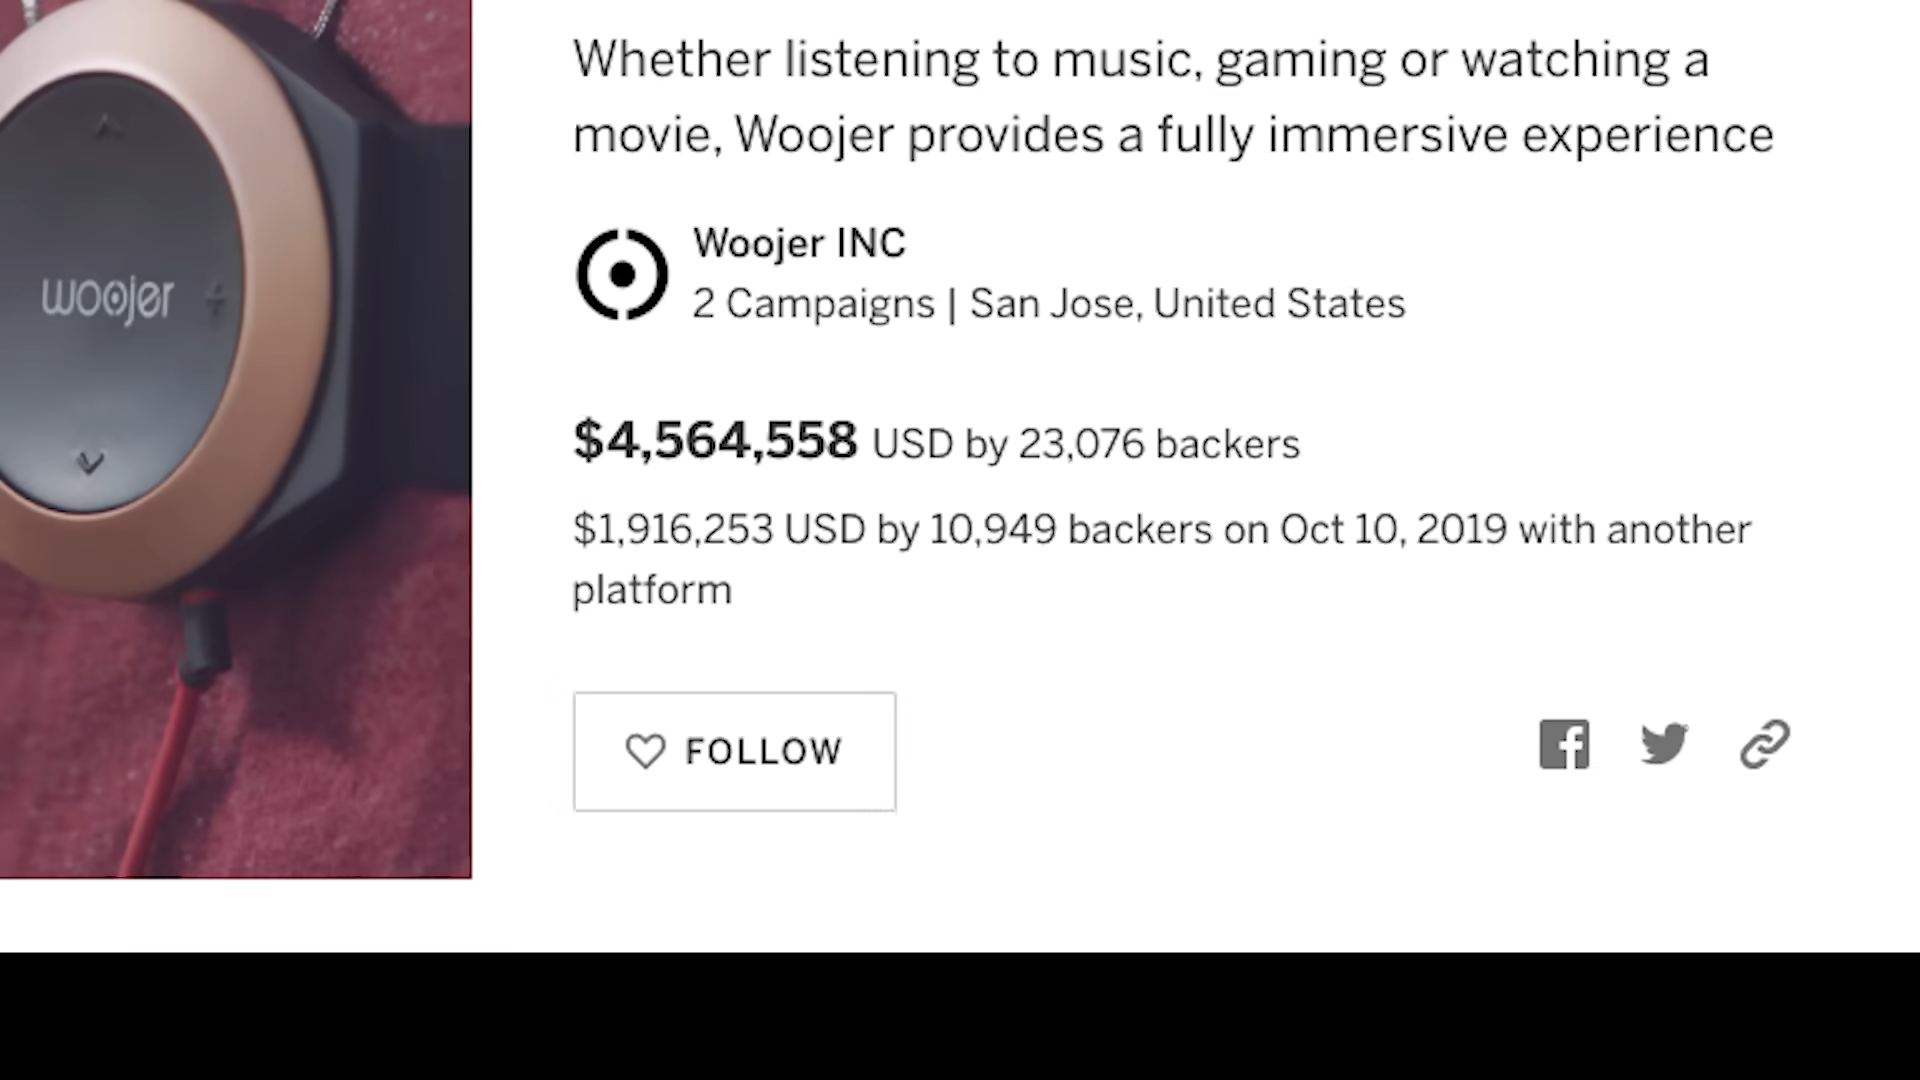 Whether listening to music, gaming or watching a
movie, Woojer provides a fully immersive experience
woojer
Woojer INC
2 Campaigns | San Jose, United States
$4,564,558 USD by 23,076 backers
$1,916,253 USD by 10,949 backers on Oct 10, 2019 with another
platform
FOLLOW